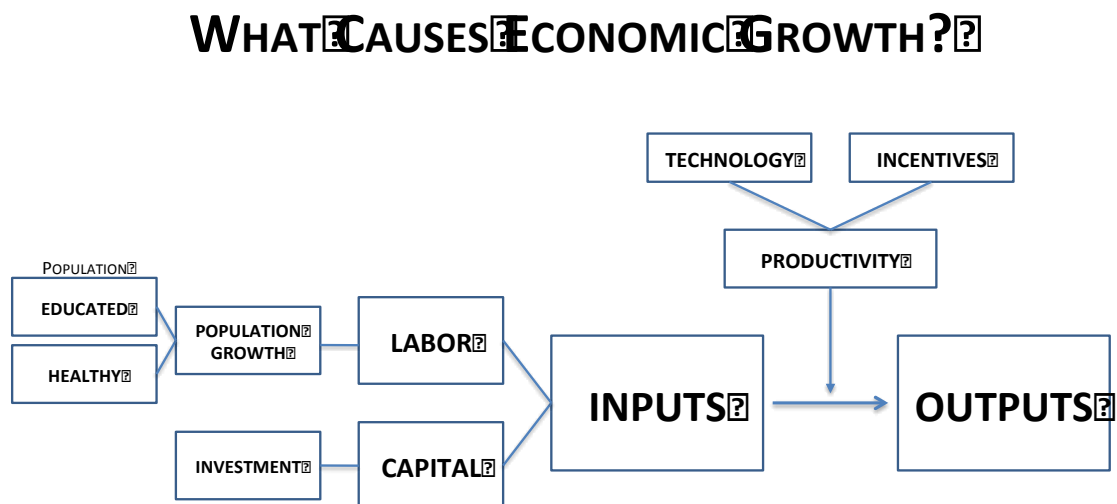 WHAT CAUSES ECONOMIC GROWTH?
TECHNOLOGY
INCENTIVES
PRODUCTIVITY
POPULATION
EDUCATED
HEALTHY
POPULATION
GROWTH
LABOR
INVESTMENT
CAPITAL
INPUTS
OUTPUTS